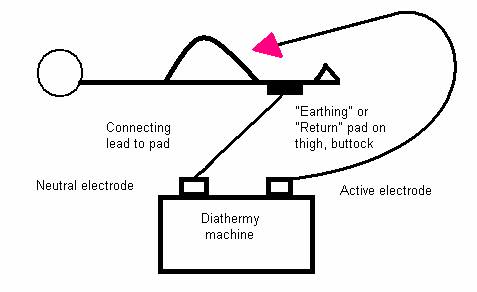 "Earthing" or
"Return" pad on
thigh, buttock
Connecting
lead to pad
Neutral electrode
Active electrode
Diathermy
machine